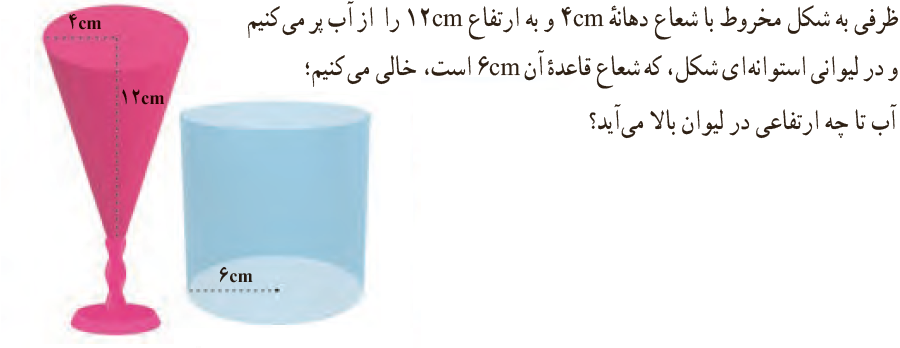 ظرفی به شکل مخروط با شعاع دهانهٔ ۴cm و به ارتفاع ۱۲cm را از آب پر می‌کنیم
و در لیوانی استوانه‌ای شکل، که شعاع قاعدهٔ آن ۶cm است، خالی می‌کنیم؛
آب تا چه ارتفاعی در لیوان بالا می‌آید؟
۴cm
۱۲cm
۶cm